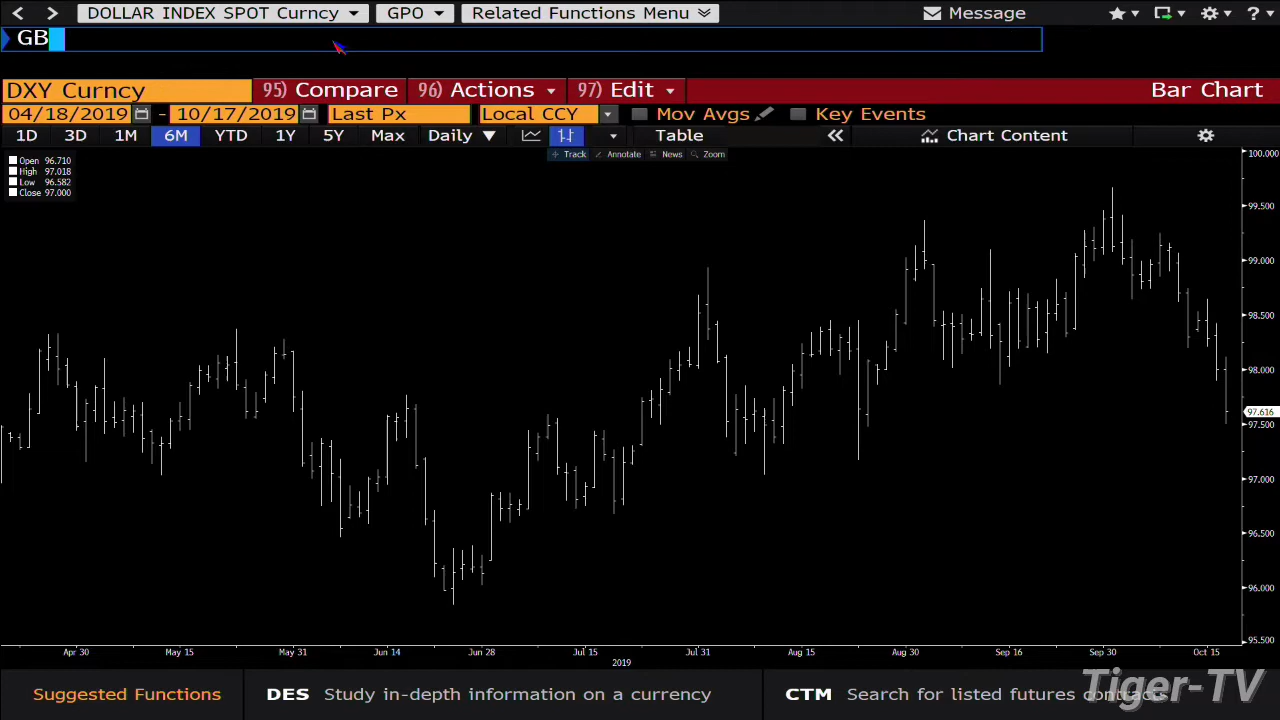 DOLLAR INDEX SPOT Curncy GPO Related Functions Menu Message ?
GB
DXY Curncy 95) Compare 96) Actions 97) Edit Bar Chart
04/18/2019 - 10/17/2019 Last Px Local CCY Mov Avgs Key Events
1D 3D 1M 6M YTD 1Y 5Y Max Daily Table Chart Content
Track Annotate News Zoom
Open 96.710
High 97.018
Low 96.582
Close 97.000
100.000
99.500
99.000
98.500
98.000
97.616
97.500
97.000
96.500
96.000
95.500
Apr 30 May 15 May 31 Jun 14 Jun 28 Jul 15 Jul 31 Aug 15 Aug 30 Sep 16 Sep 30 Oct 15
2019
Suggested Functions DES Study in-depth information on a currency CTM Search for listed futures contracts
Tiger-TV